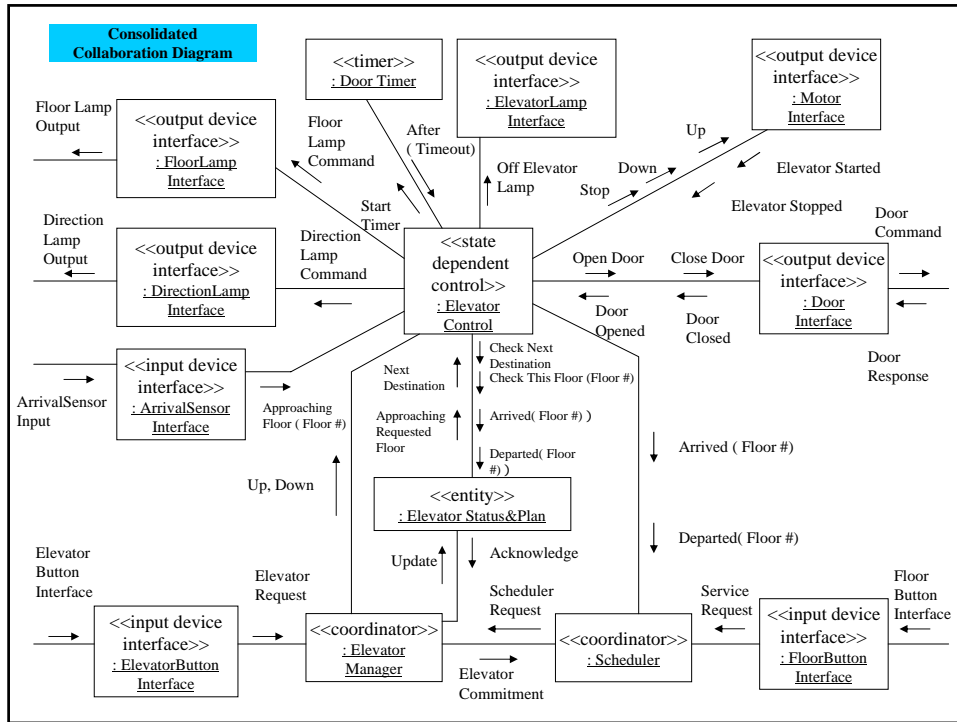 Consolidated
Collaboration Diagram
<<timer>>
: Door Timer
<<output device
interface>>
: ElevatorLamp
Interface
<<output device
interface>>
: Motor
Interface
Floor Lamp
Output
<<output device
interface>>
: FloorLamp
Interface
Floor
Lamp
Command
After
( Timeout)
Off Elevator
Lamp
Up
Down
Stop
Elevator Started
Elevator Stopped
Start
Timer
Direction
Lamp
Output
<<output device
interface>>
: DirectionLamp
Interface
Direction
Lamp
Command
<<state
dependent
control>>
: Elevator
Control
Open Door
Close Door
Door
Opened
Door
Closed
<<output device
interface>>
: Door
Interface
Door
Command
Door
Response
ArrivalSensor
Input
<<input device
interface>>
: ArrivalSensor
Interface
Approaching
Floor ( Floor #)
Next
Destination
Check Next
Destination
Check This Floor (Floor #)
Approaching
Requested
Floor
Arrived( Floor #) )
Departed( Floor
#) )
Arrived ( Floor #)
Up, Down
<<entity>>
: Elevator Status&Plan
Departed( Floor #)
Update
Acknowledge
Elevator
Button
Interface
<<input device
interface>>
: ElevatorButton
Interface
Elevator
Request
<<coordinator>>
: Elevator
Manager
Scheduler
Request
Elevator
Commitment
<<coordinator>>
: Scheduler
Service
Request
<<input device
interface>>
: FloorButton
Interface
Floor
Button
Interface